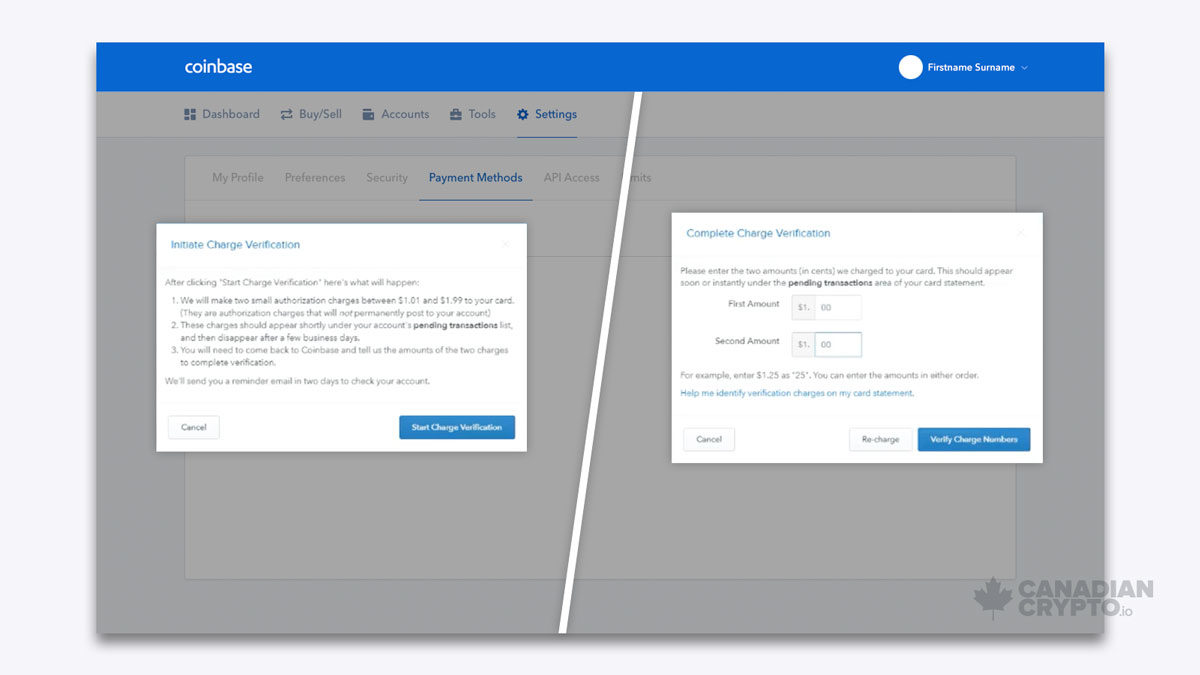 coinbase
Firstname Surname
Dashboard Buy/Sell Accounts Tools Settings
My Profile Preferences Security Payment Methods API Access mits
Initiate Charge Verification
After clicking "Start Charge Verification" here's what will happen:
1. We will make two small authorization charges between $1.01 and $1.99 to your card.
(They are authorization charges that will not permanently post to your account)
2. These charges should appear shortly under your account's pending transactions list,
and then disappear after a few business days.
3. You will need to come back to Coinbase and tell us the amounts of the two charges
to complete verification.
We'll send you a reminder email in two days to check your account.
Cancel Start Charge Verification
Complete Charge Verification
Please enter the two amounts (in cents) we charged to your card. This should appear
soon or instantly under the pending transactions area of your card statement.
First Amount $1. 00
Second Amount $1. 00
For example, enter $1.25 as "25". You can enter the amounts in either order.
Help me identify verification charges on my card statement.
Cancel Re-charge Verify Charge Numbers
CANADIAN
CRYPTO.io